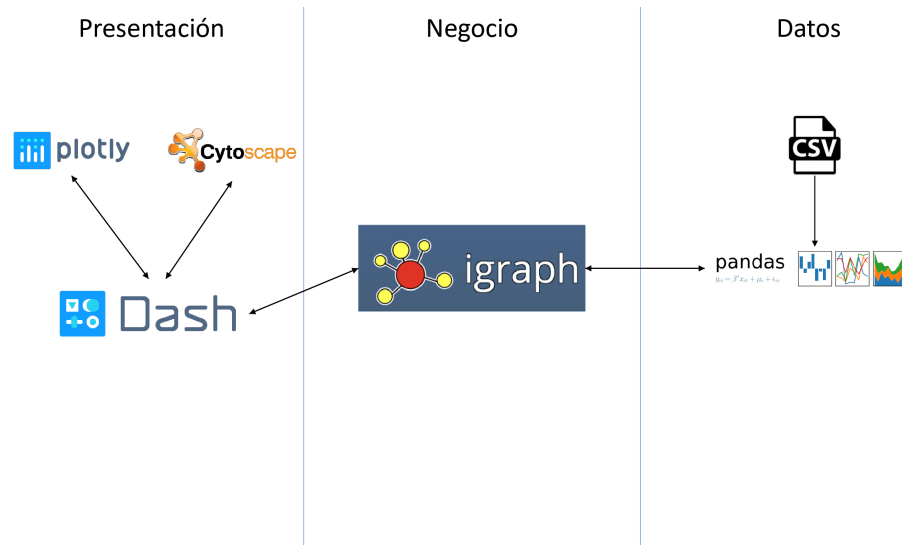 Presentación
Negocio
Datos
plotly
Cytoscape
CSV
igraph
pandas
Dash